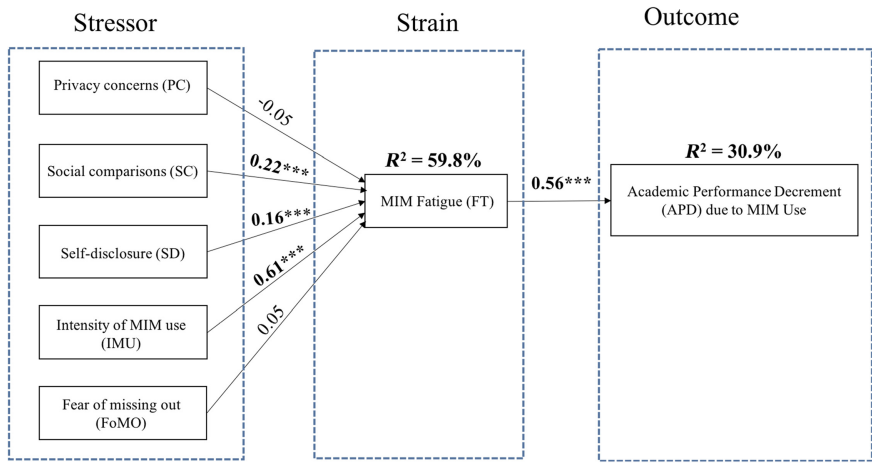 Stressor
Strain
Outcome
Privacy concerns (PC)
Social comparisons (SC)
Self-disclosure (SD)
Intensity of MIM use
(IMU)
Fear of missing out
(FoMO)
-0.05
0.22***
0.16***
0.61***
0.05
R² = 59.8%
MIM Fatigue (FT)
0.56***
R² = 30.9%
Academic Performance Decrement
(APD) due to MIM Use